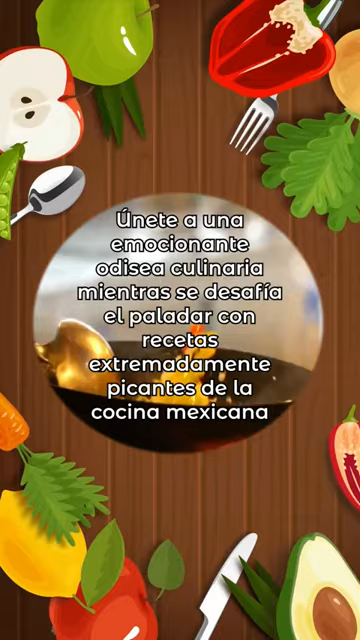 Únete a una
emocionante
odisea culinaria
mientras se desafía
el paladar con
recetas
extremadamente
picantes de la
cocina mexicana